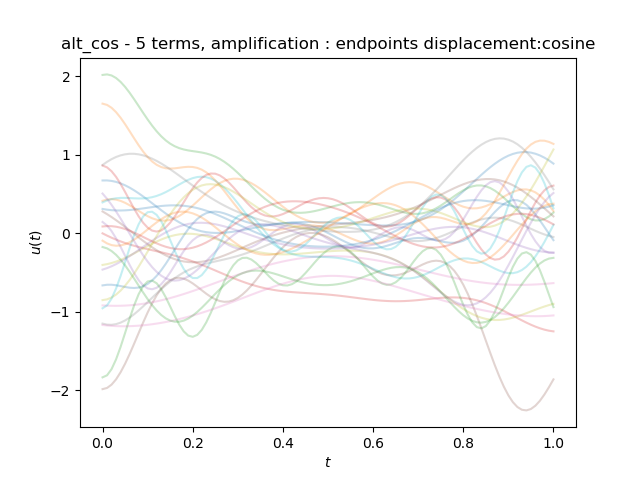 alt_cos - 5 terms, amplification : endpoints displacement:cosine
2
1
0
−1
−2
u(t)
0.0 0.2 0.4 0.6 0.8 1.0
t